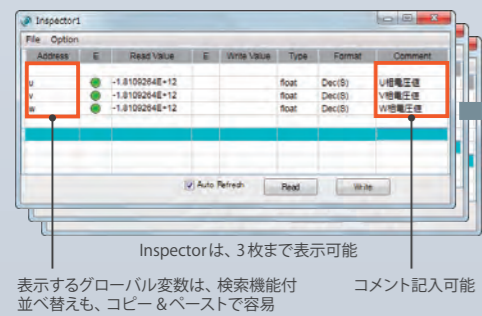 Inspector1
File Option
Address E Read Value E Write Value Type Format Comment
u -1.8109264E+12 float Dec(S) U相電圧値
v -1.8109264E+12 float Dec(S) V相電圧値
w -1.8109264E+12 float Dec(S) W相電圧値
Auto Refresh Read Write
Inspectorは、3枚まで表示可能
表示するグローバル変数は、検索機能付
並べ替えも、コピー&ペーストで容易
コメント記入可能